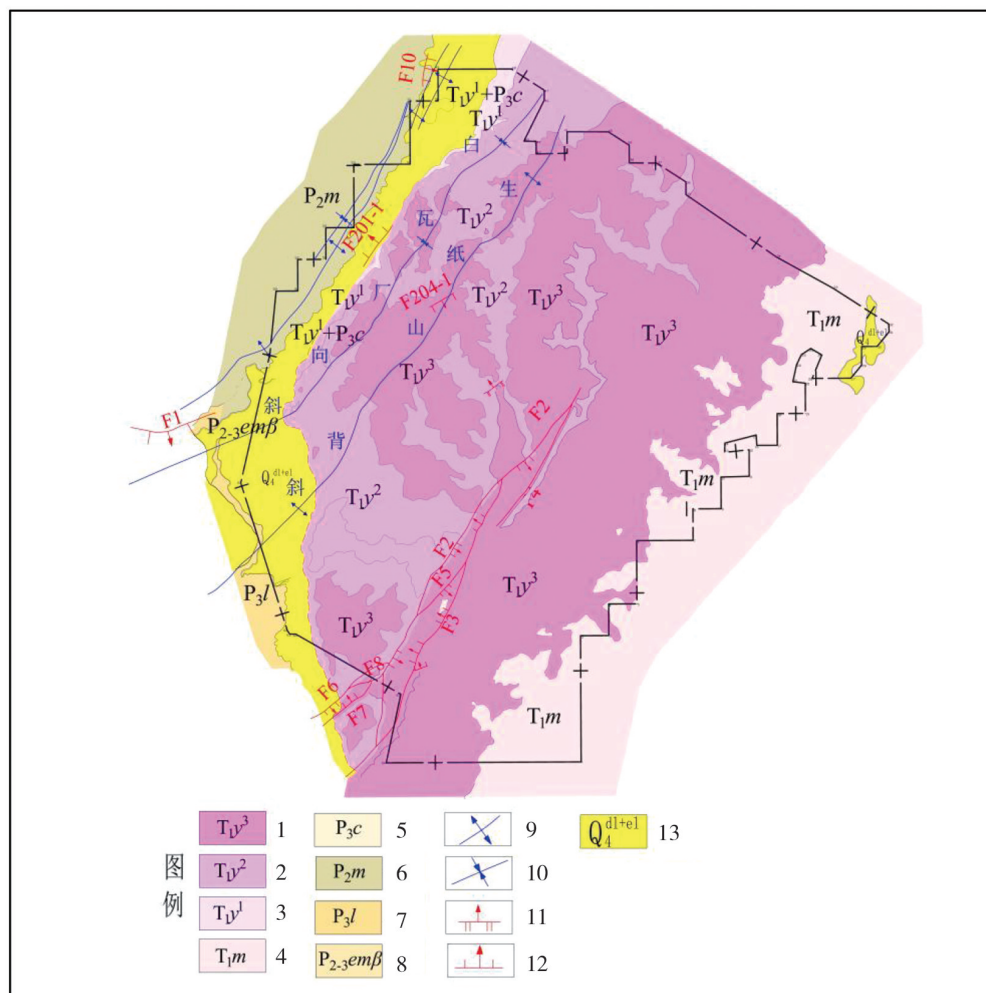 F10
T₁y¹+P₃c
T₁y¹
白
P₂m
生
瓦
T₁y²
F201-1
纸
T₁y¹
厂
F204-1
T₁y²
T₁y³
T₁m
T₁y¹+P₃c
山
T₁y³
Q₄ᵈˡ⁺ᵉˡ
向
T₁y³
F1
斜
F2
P₂₋₃emβ
背
Q₄ᵈˡ⁺ᵉˡ
斜
T₁m
T₁y²
F4
F2
F5
T₁y³
P₃l
T₁y³
F3
F8
F6
F7
T₁m
图
例
T₁y³ 1
T₁y² 2
T₁y¹ 3
T₁m 4
P₃c 5
P₂m 6
P₃l 7
P₂₋₃emβ 8
9
10
11
12
Q₄ᵈˡ⁺ᵉˡ 13